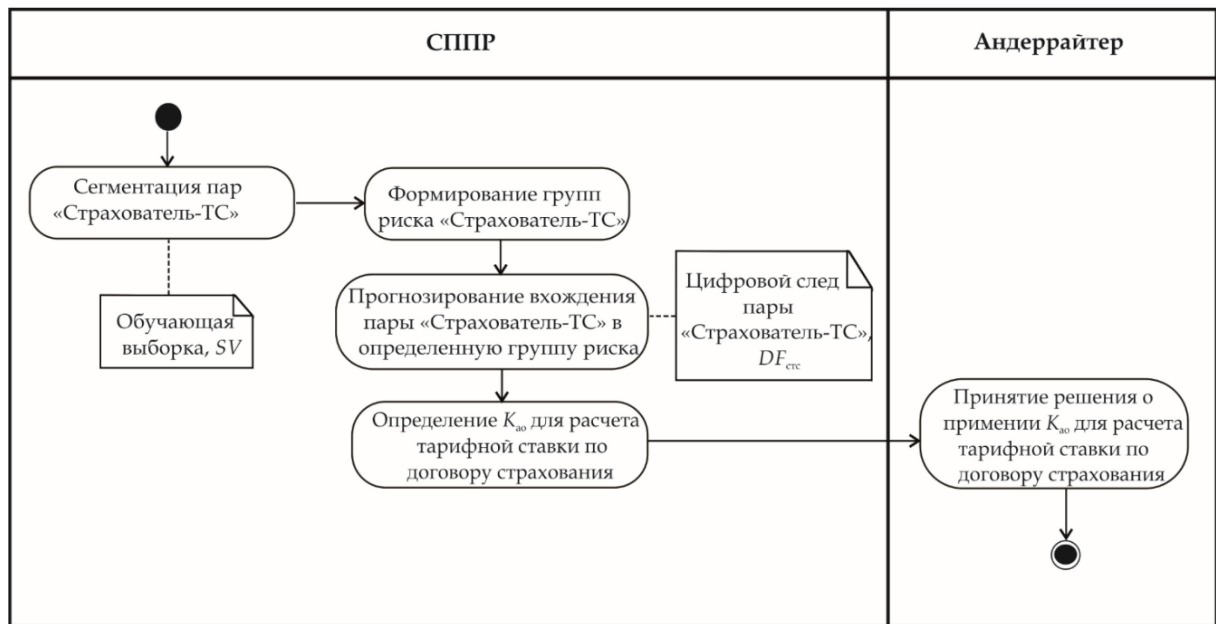 СППР
Андеррайтер
Сегментация пар
«Страхователь-ТС»
Формирование групп
риска «Страхователь-ТС»
Обучающая
выборка, SV
Прогнозирование вхождения
пары «Страхователь-ТС» в
определенную группу риска
Цифровой след
пары
«Страхователь-ТС»,
DFстс
Определение Kао для расчета
тарифной ставки по
договору страхования
Принятие решения о
примении Kао для расчета
тарифной ставки по
договору страхования